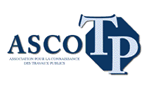 ASCO TP
ASSOCIATION POUR LA CONNAISSANCE
DES TRAVAUX PUBLICS